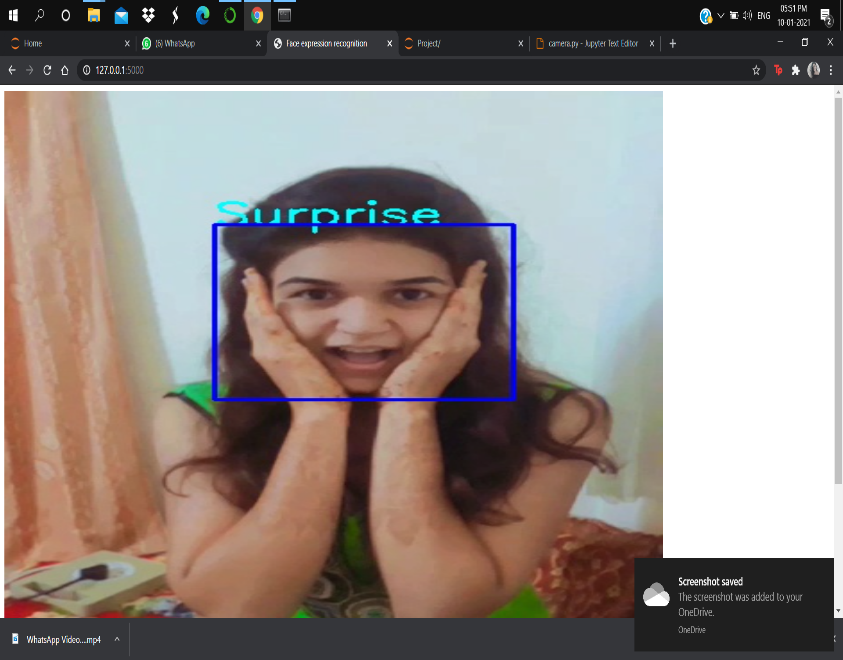 05:51 PM
ENG
10-01-2021
2
Home
(6) WhatsApp
Face expression recognition
Project/
camera.py - Jupyter Text Editor
127.0.0.1:5000
Surprise
Screenshot saved
The screenshot was added to your
OneDrive.
OneDrive
WhatsApp Video....mp4